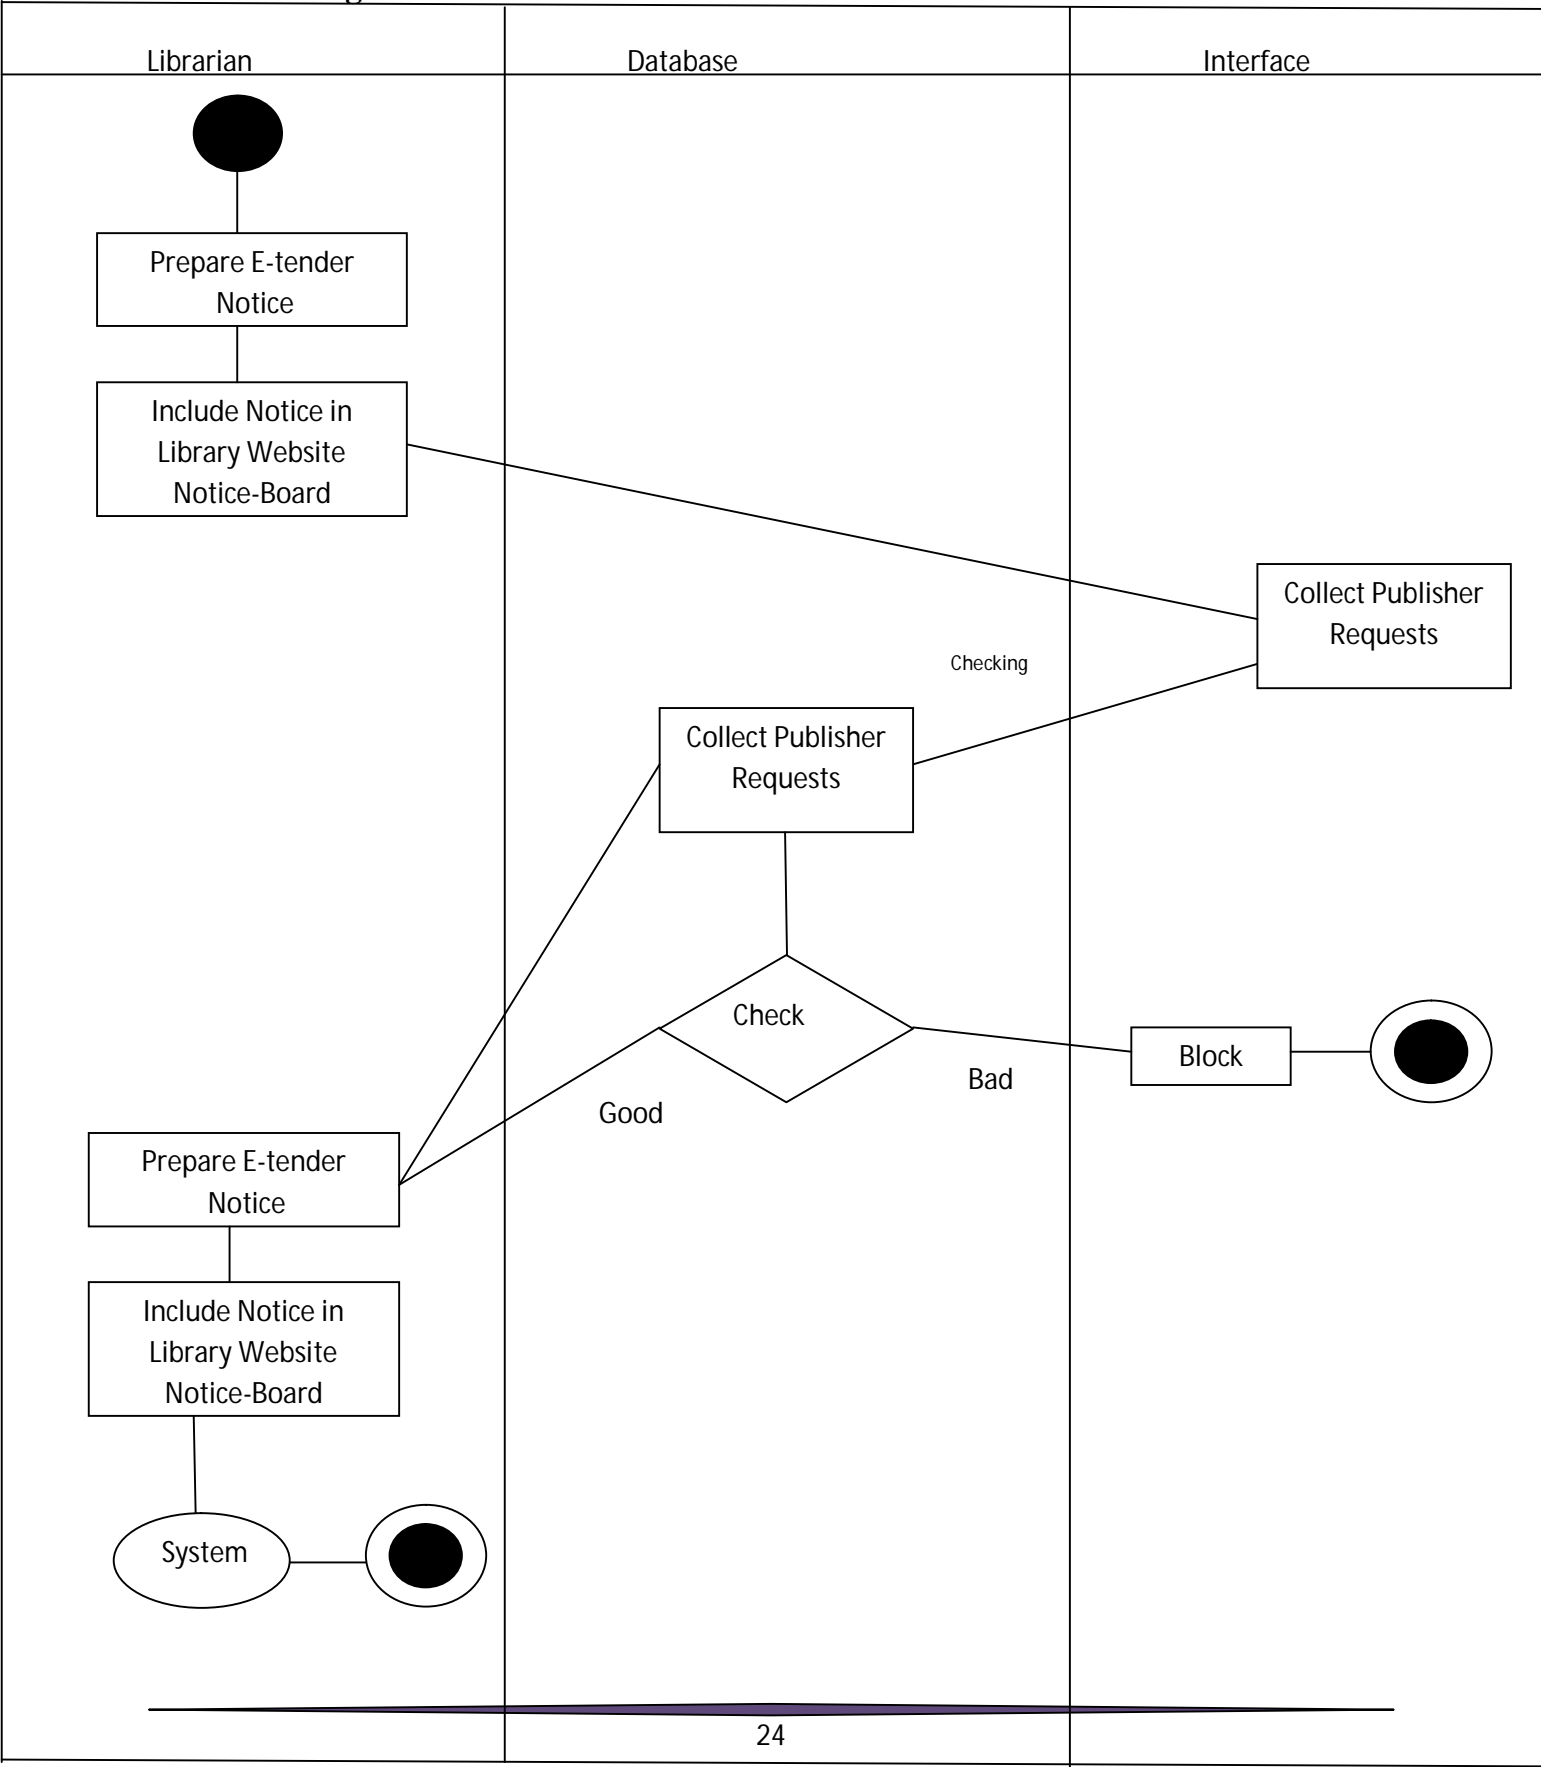 Librarian
Database
Interface
Prepare E-tender
Notice
Include Notice in
Library Website
Notice-Board
Collect Publisher
Requests
Checking
Collect Publisher
Requests
Check
Block
Bad
Good
Prepare E-tender
Notice
Include Notice in
Library Website
Notice-Board
System
24